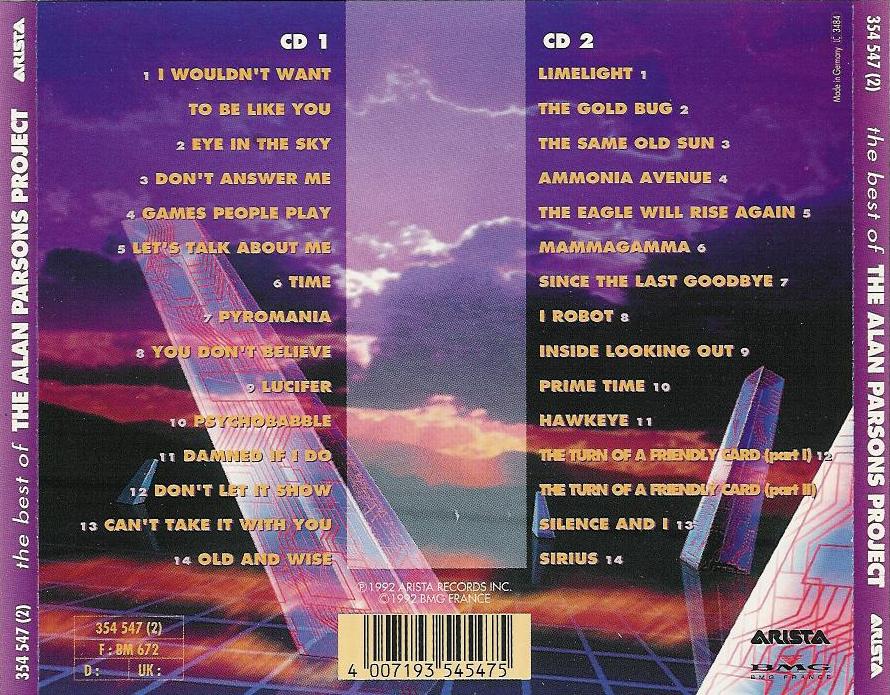 CD 1
1 I WOULDN'T WANT
TO BE LIKE YOU
2 EYE IN THE SKY
3 DON'T ANSWER ME
4 GAMES PEOPLE PLAY
5 LET'S TALK ABOUT ME
6 TIME
7 PYROMANIA
8 YOU DON'T BELIEVE
9 LUCIFER
10 PSYCHOBABBLE
11 DAMNED IF I DO
12 DON'T LET IT SHOW
13 CAN'T TAKE IT WITH YOU
14 OLD AND WISE
CD 2
LIMELIGHT 1
THE GOLD BUG 2
THE SAME OLD SUN 3
AMMONIA AVENUE 4
THE EAGLE WILL RISE AGAIN 5
MAMMAGAMMA 6
SINCE THE LAST GOODBYE 7
I ROBOT 8
INSIDE LOOKING OUT 9
PRIME TIME 10
HAWKEYE 11
THE TURN OF A FRIENDLY CARD (part I) 12
THE TURN OF A FRIENDLY CARD (part II)
SILENCE AND I 13
SIRIUS 14
℗1992 ARISTA RECORDS INC.
©1992 BMG FRANCE
354 547 (2)
F : BM 672
D : UK :
4 007193 545475
ARISTA
BMG
BMG FRANCE
Made in Germany LC 3484
354 547 (2) the best of THE ALAN PARSONS PROJECT ARISTA
354 547 (2) the best of THE ALAN PARSONS PROJECT ARISTA